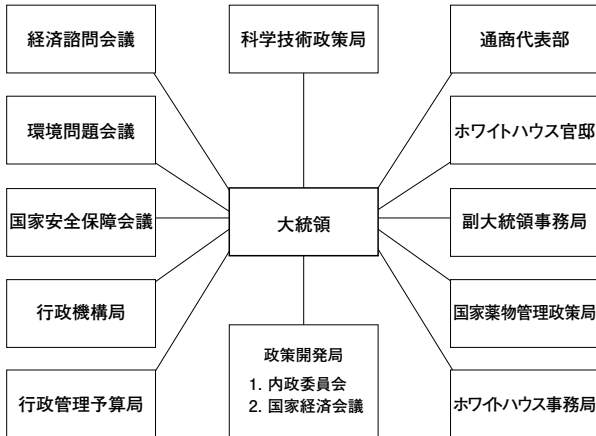 経済諮問会議
科学技術政策局
通商代表部
環境問題会議
ホワイトハウス官邸
国家安全保障会議
大統領
副大統領事務局
行政機構局
国家薬物管理政策局
政策開発局
1. 内政委員会
2. 国家経済会議
行政管理予算局
ホワイトハウス事務局